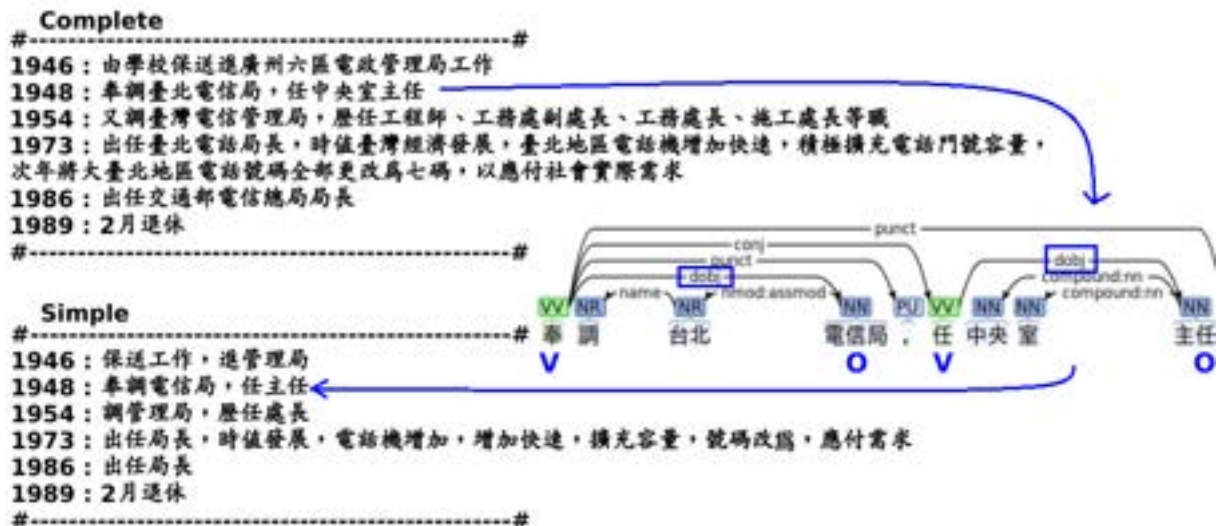 Complete
#--------------------------------------------------#
1946 : 由學校保送進廣州六區電政管理局工作
1948 : 奉調臺北電信局，任中央室主任
1954 : 又調臺灣電信管理局，歷任工程師、工務處副處長、工務處長、施工處長等職
1973 : 出任臺北電話局長，時值臺灣經濟發展，臺北地區電話機增加快速，積極擴充電話門號容量，
次年將大臺北地區電話號碼全部更改為七碼，以應付社會實際需求
1986 : 出任交通部電信總局局長
1989 : 2月退休
#--------------------------------------------------#
punct
conj
punct
dobj
dobj
name
nmod:assmod
compound:nn
compound:nn
VV NR NR NN PU VV NN NN NN
奉 調 台北 電信局 , 任 中央 室 主任
V O V O
Simple
#--------------------------------------------------#
1946 : 保送工作，進管理局
1948 : 奉調電信局，任主任
1954 : 調管理局，歷任處長
1973 : 出任局長，時值發展，電話機增加，增加快速，擴充容量，號碼改為，應付需求
1986 : 出任局長
1989 : 2月退休
#--------------------------------------------------#